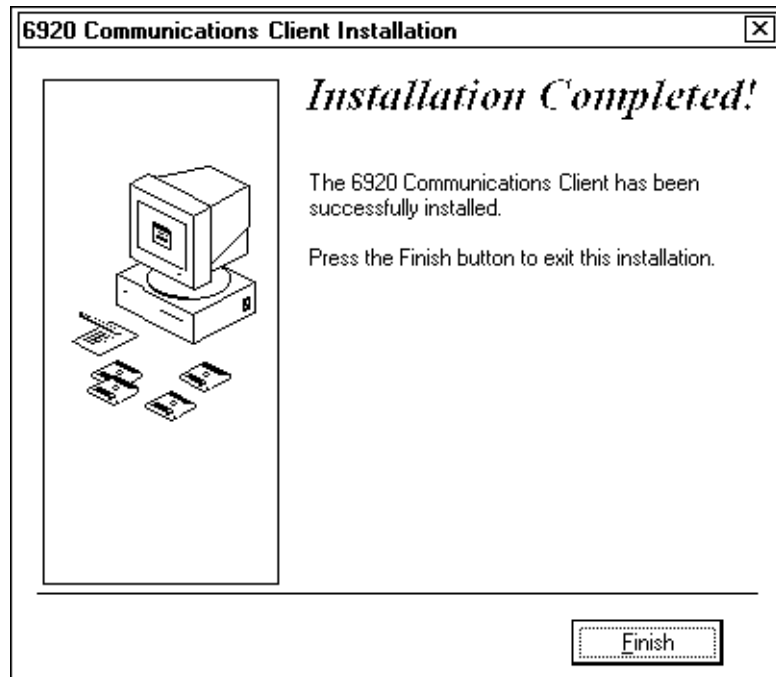 6920 Communications Client Installation
Installation Completed!
The 6920 Communications Client has been
successfully installed.
Press the Finish button to exit this installation.
Finish